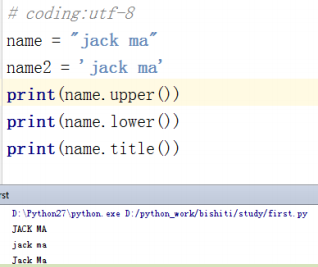 # coding:utf-8
name = "jack ma"
name2 = 'jack ma'
print(name.upper())
print(name.lower())
print(name.title())
rst
D:\Python27\python.exe D:/python_work/bishiti/study/first.py
JACK MA
jack ma
Jack Ma